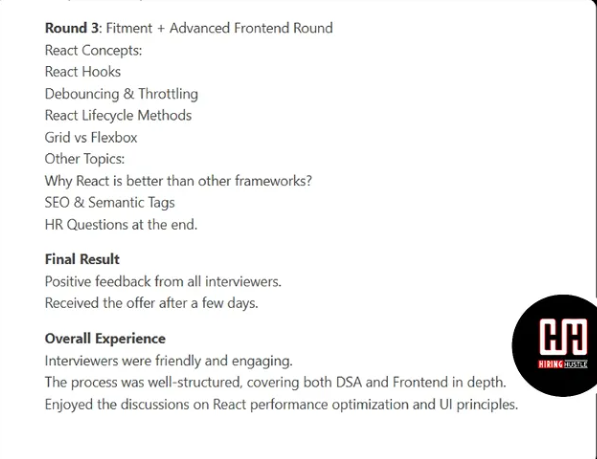 Round 3: Fitment + Advanced Frontend Round
React Concepts:
React Hooks
Debouncing & Throttling
React Lifecycle Methods
Grid vs Flexbox
Other Topics:
Why React is better than other frameworks?
SEO & Semantic Tags
HR Questions at the end.
Final Result
Positive feedback from all interviewers.
Received the offer after a few days.
Overall Experience
Interviewers were friendly and engaging.
The process was well-structured, covering both DSA and Frontend in depth.
Enjoyed the discussions on React performance optimization and UI principles.
HH
HIRING HUSTLE